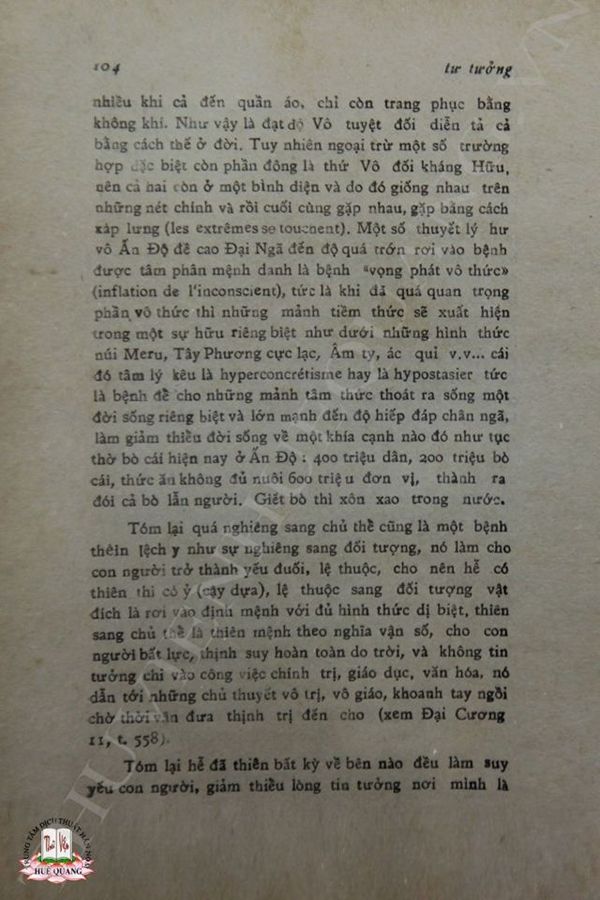 104 tư tưởng
nhiều khi cả đến quần áo, chỉ còn trang phục bằng
không khí. Như vậy là đạt độ Vô tuyệt đối diễn tả cả
bằng cách thế ở đời. Tuy nhiên ngoại trừ một số trường
hợp đặc biệt còn phần đông là thứ Vô đối kháng Hữu,
nên cả hai còn ở một bình diện và do đó giống nhau trên
những nét chính và rồi cuối cùng gặp nhau, gặp bằng cách
xáp lưng (les extrêmes se touchent). Một số thuyết lý hư
vô Ấn Độ đề cao Đại Ngã đến độ quá trớn rơi vào bệnh
được tâm phân mệnh danh là bệnh "vọng phát vô thức»
(inflation de l'inconscient), tức là khi đã quá quan trọng
phần vô thức thì những mảnh tiềm thức sẽ xuất hiện
trong một sự hữu riêng biệt như dưới những hình thức
núi Meru, Tây Phương cực lạc, Âm ty, ác quỉ v.v... cái
đó tâm lý kêu là hyperconcrétisme hay là hypostasier tức
là bệnh để cho những mảnh tâm thức thoát ra sống một
đời sống riêng biệt và lớn mạnh đến độ hiếp đáp chân ngã,
làm giảm thiểu đời sống về một khía cạnh nào đó như tục
thờ bò cái hiện nay ở Ấn Độ : 400 triệu dân, 200 triệu bò
cái, thức ăn không đủ nuôi 600 triệu đơn vị, thành ra
đói cả bò lẫn người. Giết bò thì xôn xao trong nước.
Tóm lại quá nghiêng sang chủ thể cũng là một bệnh
thêin lệch y như sự nghiêng sang đối tượng, nó làm cho
con người trở thành yếu đuối, lệ thuộc, cho nên hễ có
thiên thi có ỷ (cậy dựa), lệ thuộc sang đối tượng vật
đích là rơi vào định mệnh với đủ hình thức dị biệt, thiên
sang chủ thể là thiên mệnh theo nghĩa vận số, cho con
người bất lực, thịnh suy hoàn toàn do trời, và không tin
tưởng chi vào công việc chính trị, giáo dục, văn hóa, nó
dẫn tới những chủ thuyết vô trị, vô giáo, khoanh tay ngồi
chờ thời vận đưa thịnh trị đến cho (xem Đại Cương
11, t. 558).
Tóm lại hễ đã thiên bất kỳ về bên nào đều làm suy
yếu con người, giảm thiểu lòng tin tưởng nơi mình là
TRUNG TÂM DỊCH THUẬT HÁN NÔM
HUỆ QUANG